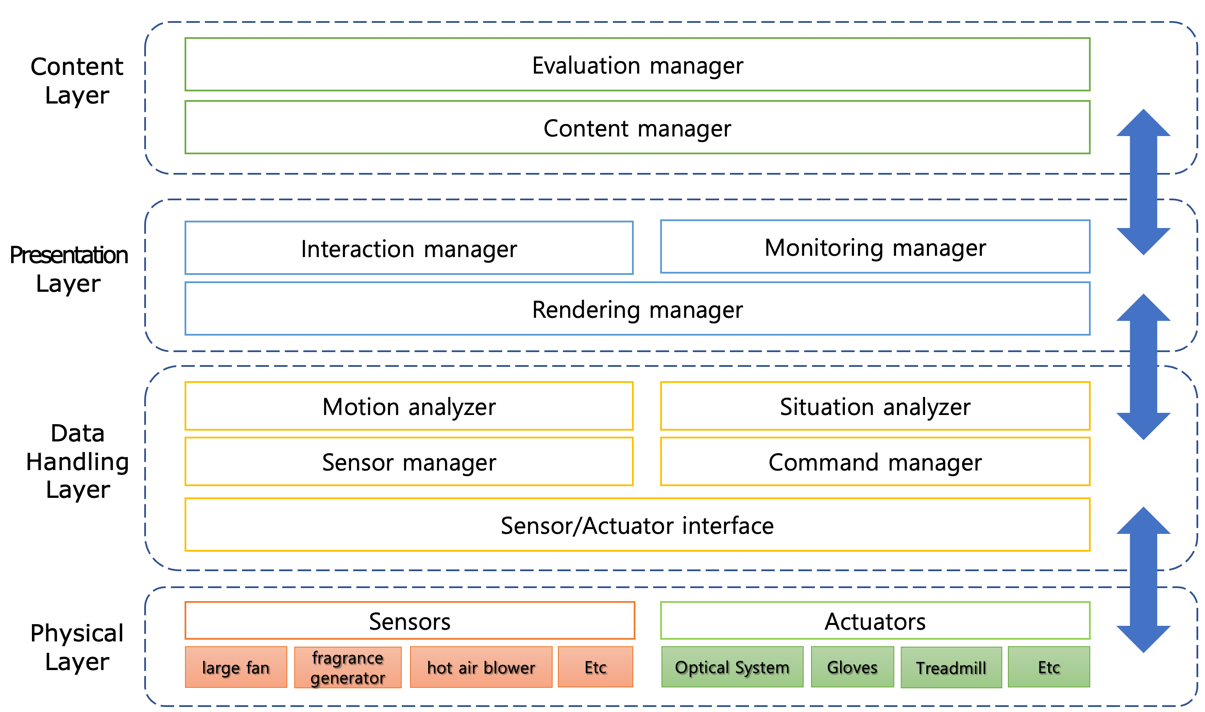 Content
Layer
Evaluation manager
Content manager
Presentation
Layer
Interaction manager
Monitoring manager
Rendering manager
Data
Handling
Layer
Motion analyzer
Situation analyzer
Sensor manager
Command manager
Sensor/Actuator interface
Physical
Layer
Sensors
Actuators
large fan
fragrance
generator
hot air blower
Etc
Optical System
Gloves
Treadmill
Etc